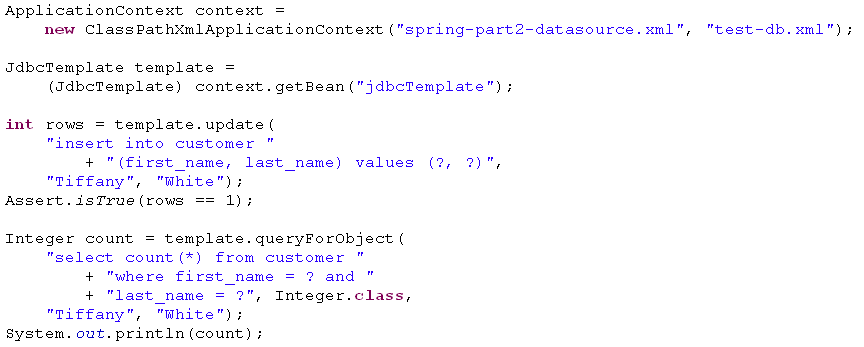 ApplicationContext context =
    new ClassPathXmlApplicationContext("spring-part2-datasource.xml", "test-db.xml");

JdbcTemplate template =
    (JdbcTemplate) context.getBean("jdbcTemplate");

int rows = template.update(
    "insert into customer "
        + "(first_name, last_name) values (?, ?)",
    "Tiffany", "White");
Assert.isTrue(rows == 1);

Integer count = template.queryForObject(
    "select count(*) from customer "
        + "where first_name = ? and "
        + "last_name = ?", Integer.class,
    "Tiffany", "White");
System.out.println(count);